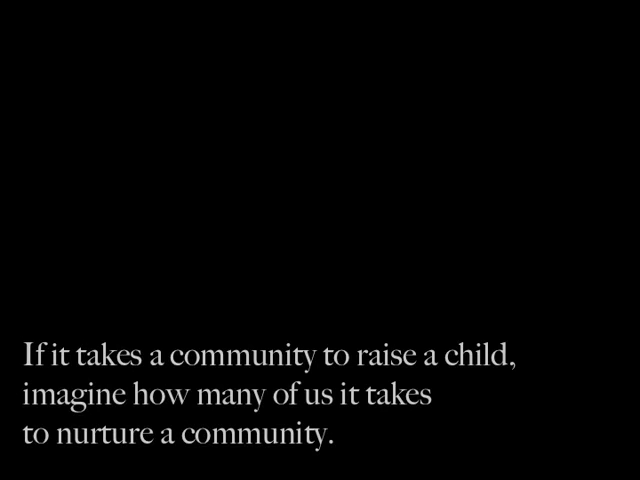 If it takes a community to raise a child,
imagine how many of us it takes
to nurture a community.